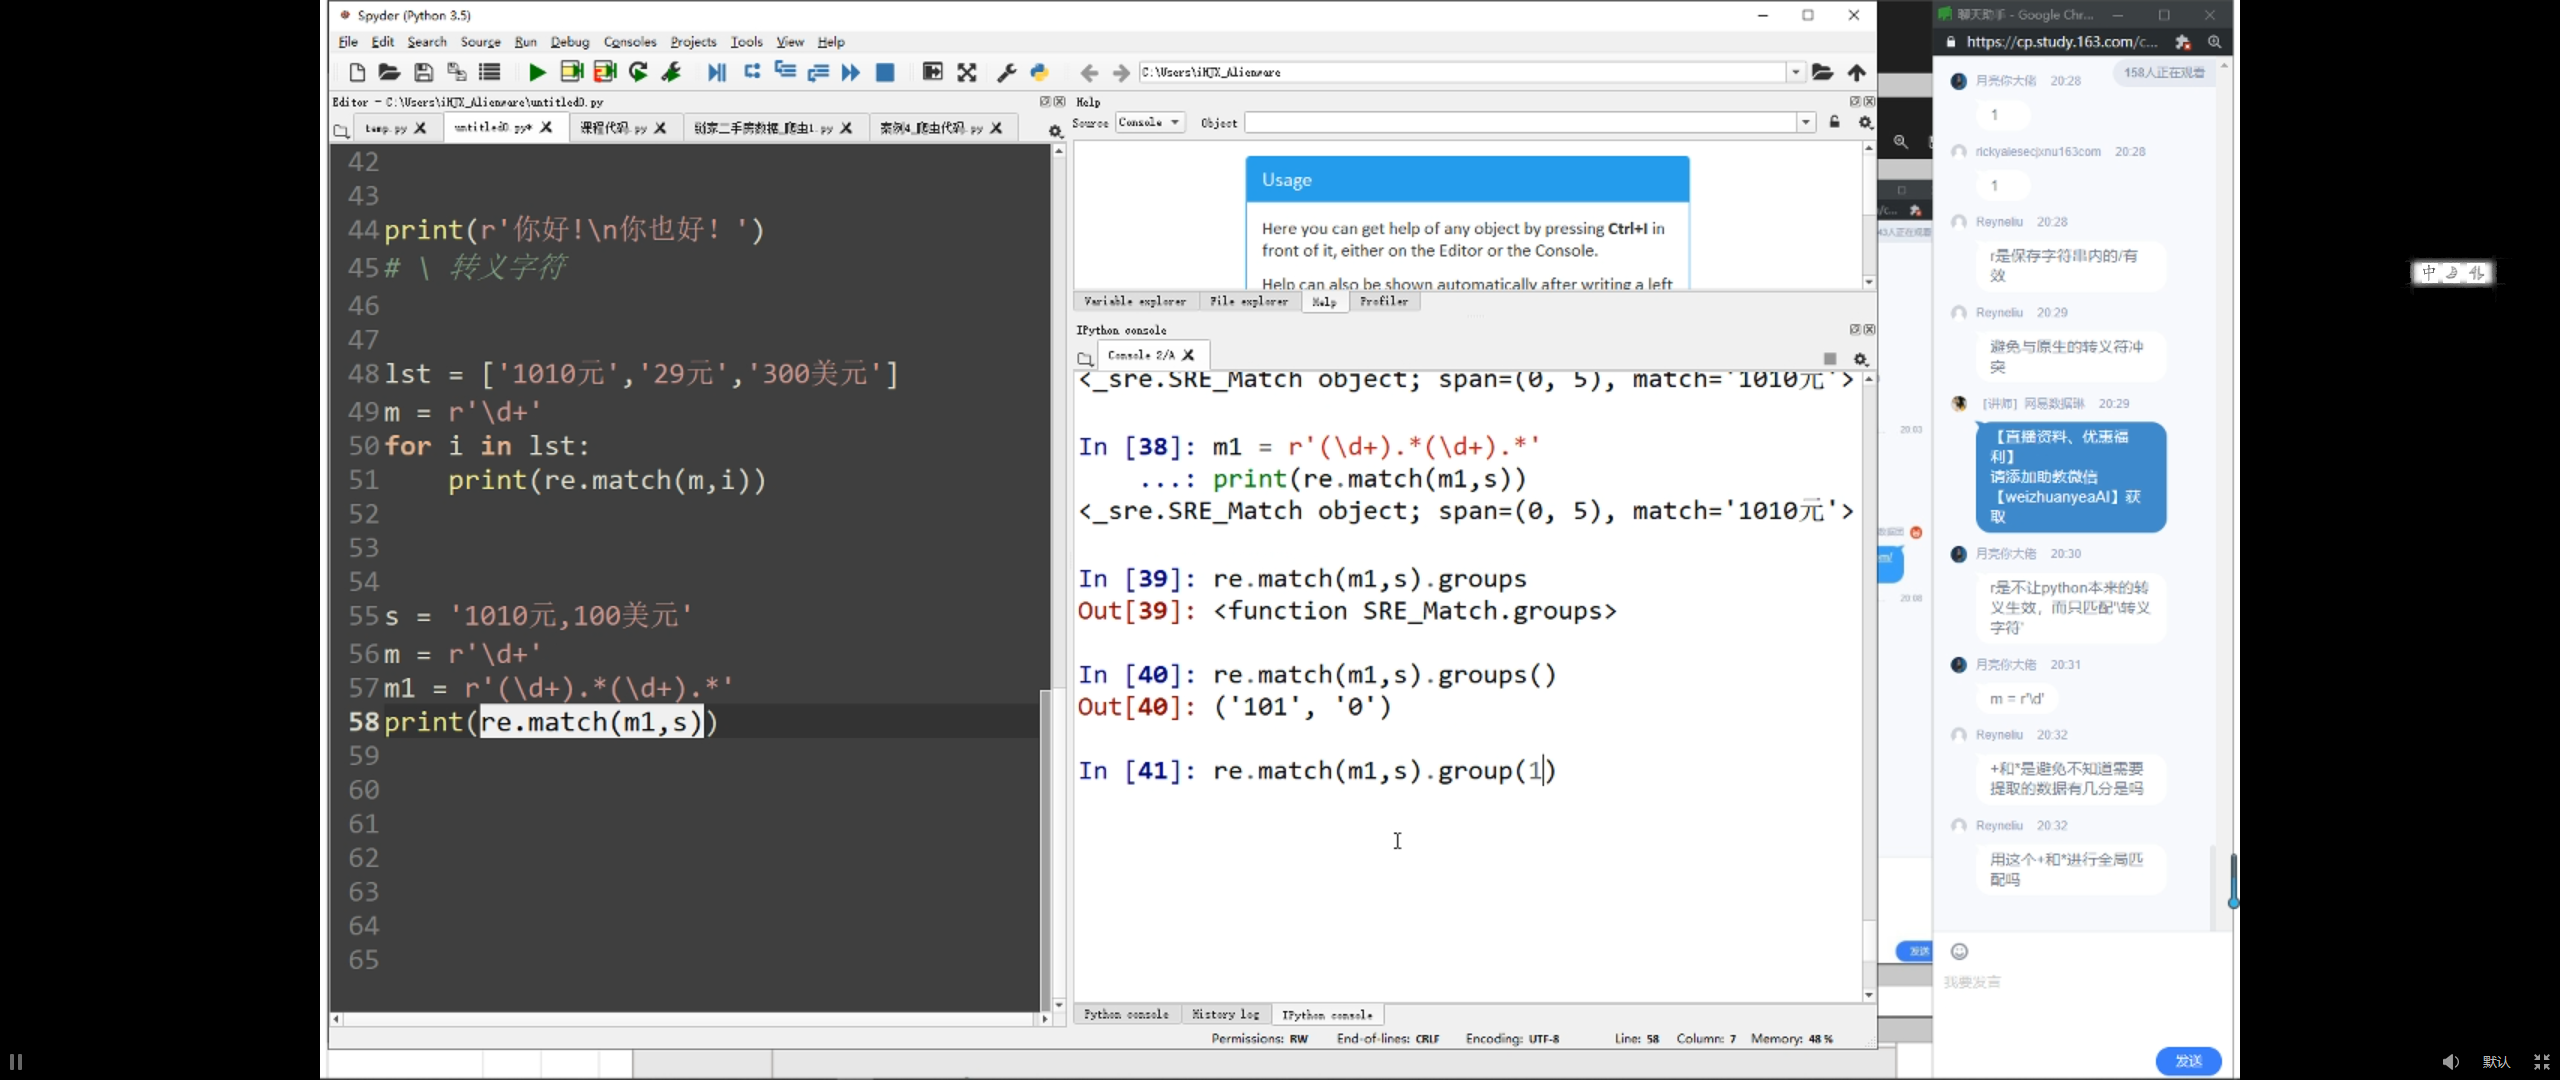 Spyder (Python 3.5)
File Edit Search Source Run Debug Consoles Projects Tools View Help
C:\Users\iHJX_Alienware
Editor - C:\Users\iHJX_Alienware\untitled0.py
temp.py
untitled0.py*
课程代码.py
链家二手房数据_爬虫1.py
案例4_爬虫代码.py
42
43
44 print(r'你好!\n你也好! ')
45 # \ 转义字符
46
47
48 lst = ['1010元','29元','300美元']
49 m = r'\d+'
50 for i in lst:
51 print(re.match(m,i))
52
53
54
55 s = '1010元,100美元'
56 m = r'\d+'
57 m1 = r'(\d+).*(\d+).*'
58 print(re.match(m1,s))
59
60
61
62
63
64
65
Help
Source Console Object
Usage
Here you can get help of any object by pressing Ctrl+I in
front of it, either on the Editor or the Console.
Help can also be shown automatically after writing a left
Variable explorer File explorer Help Profiler
IPython console
Console 2/A
<_sre.SRE_Match object; span=(0, 5), match='1010元'>
In [38]: m1 = r'(\d+).*(\d+).*'
...: print(re.match(m1,s))
<_sre.SRE_Match object; span=(0, 5), match='1010元'>
In [39]: re.match(m1,s).groups
Out[39]: <function SRE_Match.groups>
In [40]: re.match(m1,s).groups()
Out[40]: ('101', '0')
In [41]: re.match(m1,s).group(1)
Python console History log IPython console
Permissions: RW End-of-lines: CRLF Encoding: UTF-8 Line: 58 Column: 7 Memory: 48 %
20:03
20:08
发送
聊天助手 - Google Chr...
https://cp.study.163.com/c...
158人正在观看
月亮你大佬 20:28
1
rickyaiesecjxnu163com 20:28
1
Reyneliu 20:28
r是保存字符串内的/有
效
Reyneliu 20:29
避免与原生的转义符冲
突
[讲师] 网易数据琳 20:29
【直播资料、优惠福
利】
请添加助教微信
【weizhuanyeaAI】获
取
月亮你大佬 20:30
r是不让python本来的转
义生效，而只匹配'\转义
字符'
月亮你大佬 20:31
m = r'\d'
Reyneliu 20:32
+和*是避免不知道需要
提取的数据有几分是吗
Reyneliu 20:32
用这个+和*进行全局匹
配吗
我要发言
发送
中
默认